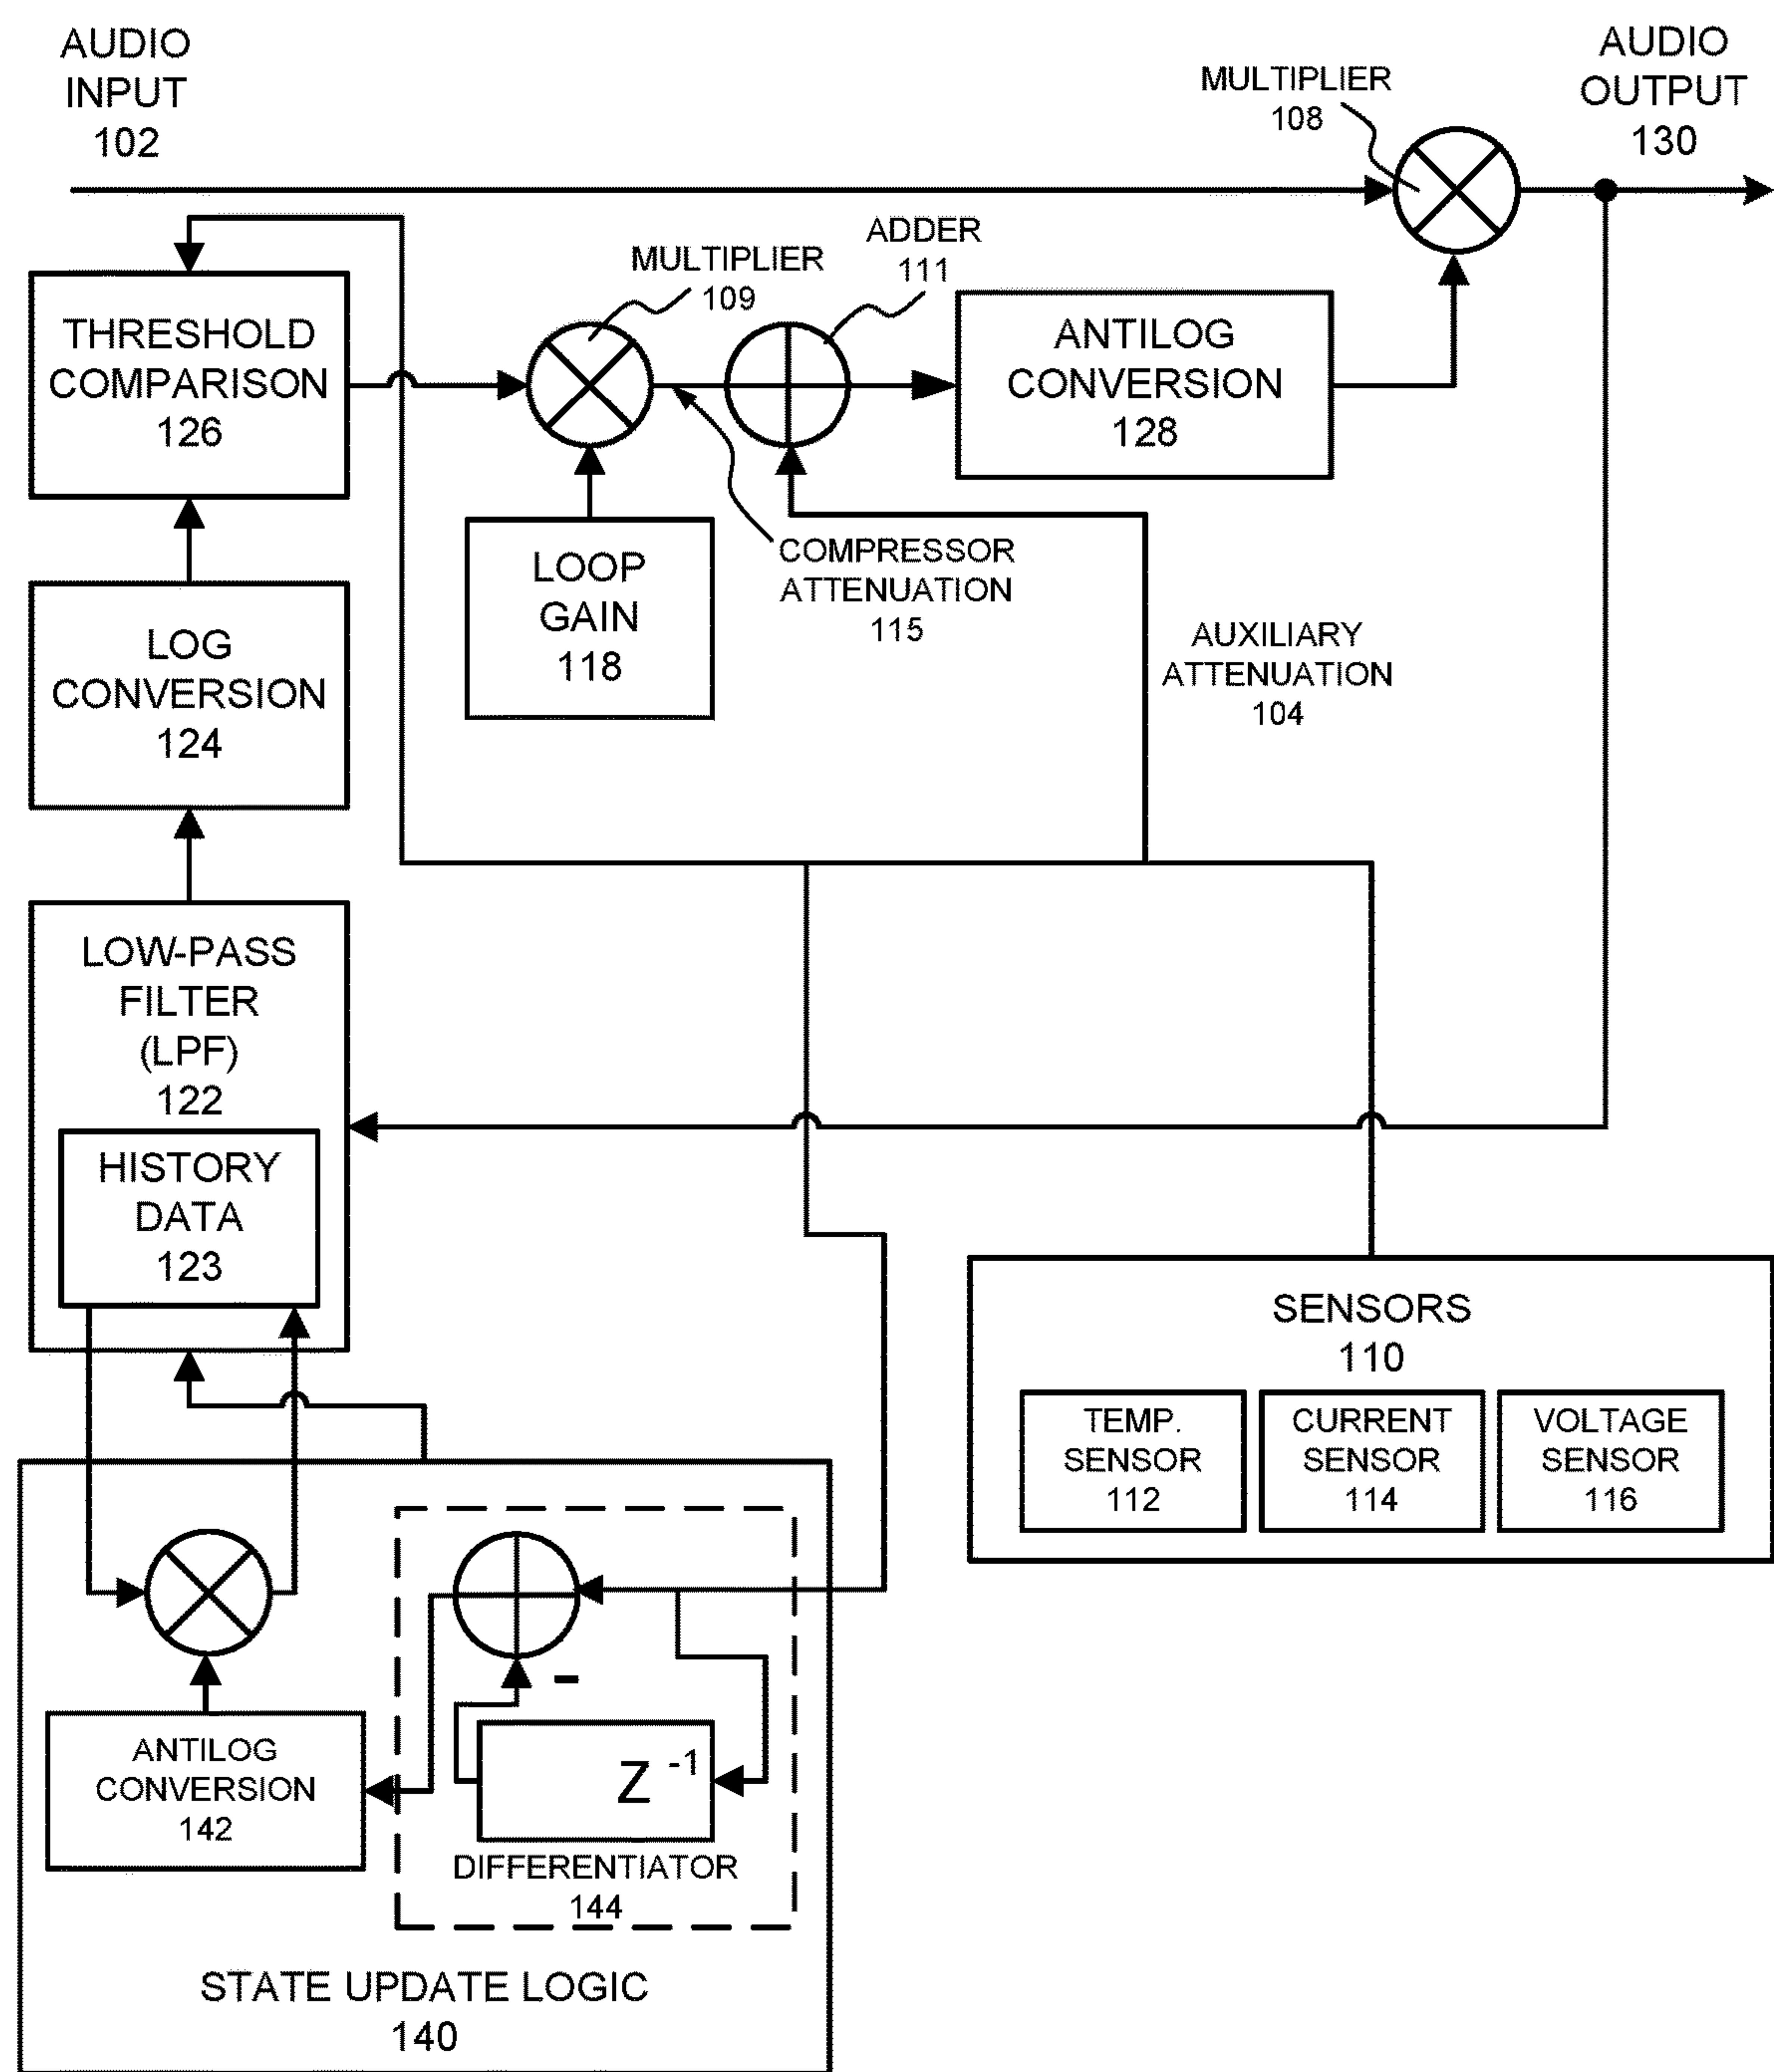 AUDIO
INPUT
102
MULTIPLIER
108
AUDIO
OUTPUT
130
THRESHOLD
COMPARISON
126
MULTIPLIER
109
ADDER
111
ANTILOG
CONVERSION
128
LOOP
GAIN
118
COMPRESSOR
ATTENUATION
115
AUXILIARY
ATTENUATION
104
LOG
CONVERSION
124
LOW-PASS
FILTER
(LPF)
122
HISTORY
DATA
123
SENSORS
110
TEMP.
SENSOR
112
CURRENT
SENSOR
114
VOLTAGE
SENSOR
116
-
Z -1
ANTILOG
CONVERSION
142
DIFFERENTIATOR
144
STATE UPDATE LOGIC
140